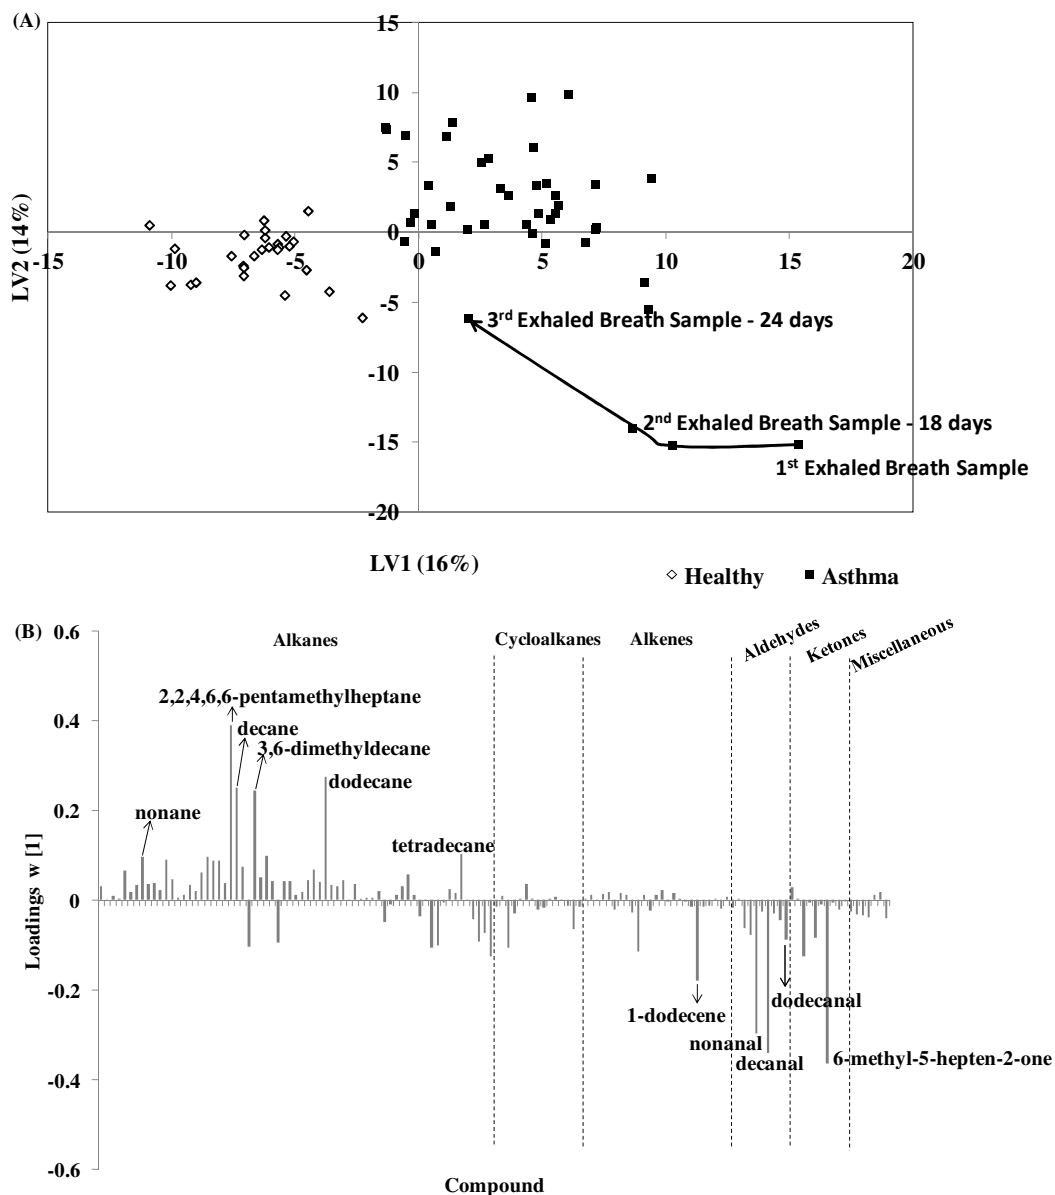 (A)
15
10
5
0
-5
-10
-15
-20
-15
-10
-5
0
5
10
15
20
LV2 (14%)
3rd Exhaled Breath Sample - 24 days
2nd Exhaled Breath Sample - 18 days
1st Exhaled Breath Sample
LV1 (16%)
Healthy
Asthma
(B)
0.6
0.4
0.2
0
-0.2
-0.4
-0.6
Loadings w [1]
Alkanes
Cycloalkanes
Alkenes
Aldehydes
Ketones
Miscellaneous
2,2,4,6,6-pentamethylheptane
decane
3,6-dimethyldecane
dodecane
nonane
tetradecane
1-dodecene
nonanal
decanal
dodecanal
6-methyl-5-hepten-2-one
Compound